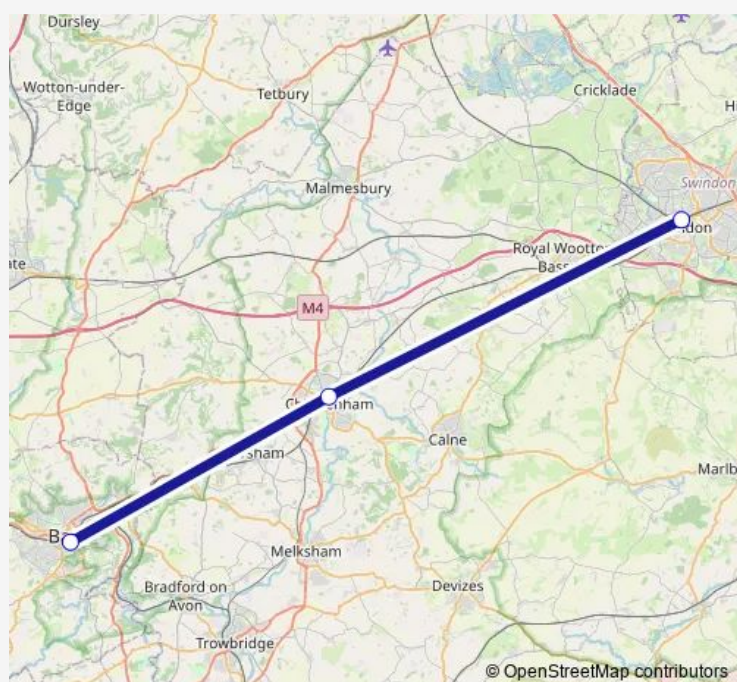 Dursley
Wotton-under-
Edge
Tetbury
Cricklade
Malmesbury
Swindon
Royal Wootton
M4
Calne
Melksham
Bradford on
Avon
Devizes
Trowbridge
© OpenStreetMap contributors